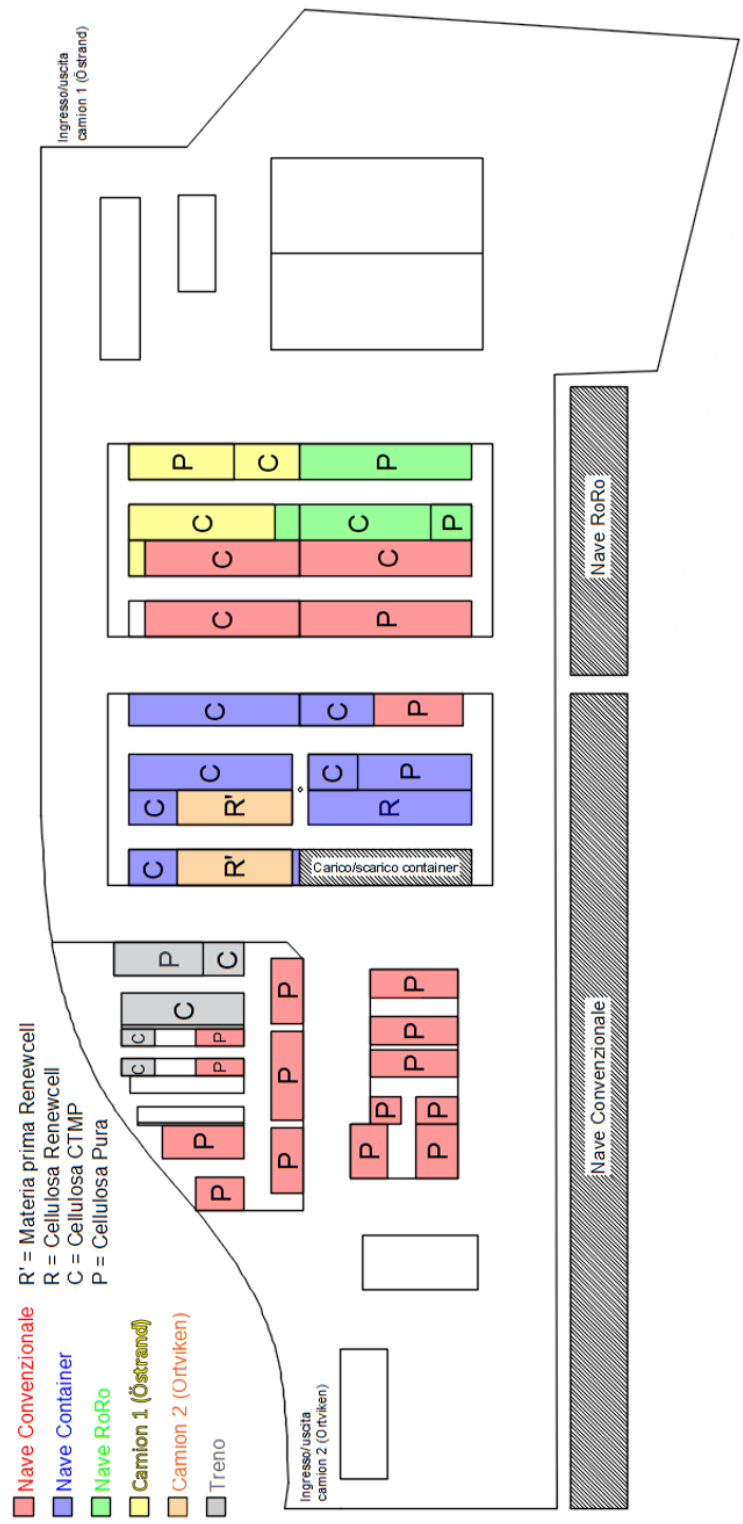 Nave Convenzionale
Nave Container
Nave RoRo
Camion 1 (Östrand)
Camion 2 (Ortviken)
Treno
R' = Materia prima Renewcell
R = Cellulosa Renewcell
C = Cellulosa CTMP
P = Cellulosa Pura
Ingresso/uscita
camion 1 (Östrand)
P
P
C
P
C
P
C
P
C
P
P
P
C
R'
Carico/scarico container
C
R'
R
C
C
P
C
C
P
C
P
C
C
C
C
P
P
C
P
Ingresso/uscita
camion 2 (Ortviken)
P
P
P
P
P
P
P
Nave Convenzionale
Nave RoRo